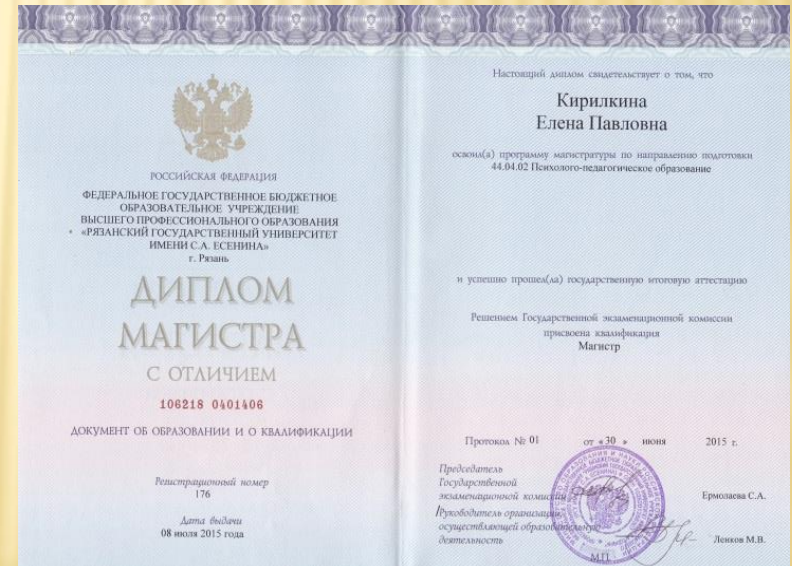 РОССИЙСКАЯ ФЕДЕРАЦИЯ
ФЕДЕРАЛЬНОЕ ГОСУДАРСТВЕННОЕ БЮДЖЕТНОЕ
ОБРАЗОВАТЕЛЬНОЕ УЧРЕЖДЕНИЕ
ВЫСШЕГО ПРОФЕССИОНАЛЬНОГО ОБРАЗОВАНИЯ
«РЯЗАНСКИЙ ГОСУДАРСТВЕННЫЙ УНИВЕРСИТЕТ
ИМЕНИ С.А. ЕСЕНИНА»
г. Рязань
ДИПЛОМ
МАГИСТРА
С ОТЛИЧИЕМ
106218 0401406
ДОКУМЕНТ ОБ ОБРАЗОВАНИИ И О КВАЛИФИКАЦИИ
Регистрационный номер
176
Дата выдачи
08 июля 2015 года
Настоящий диплом свидетельствует о том, что
Кирилкина
Елена Павловна
освоил(а) программу магистратуры по направлению подготовки
44.04.02 Психолого-педагогическое образование
и успешно прошел(ла) государственную итоговую аттестацию
Решением Государственной экзаменационной комиссии
присвоена квалификация
Магистр
Протокол № 01 от « 30 » июня 2015 г.
Председатель
Государственной
экзаменационной комиссии Ермолаева С.А.
Руководитель организации,
осуществляющей образовательную
деятельность Ленков М.В.
М.П.